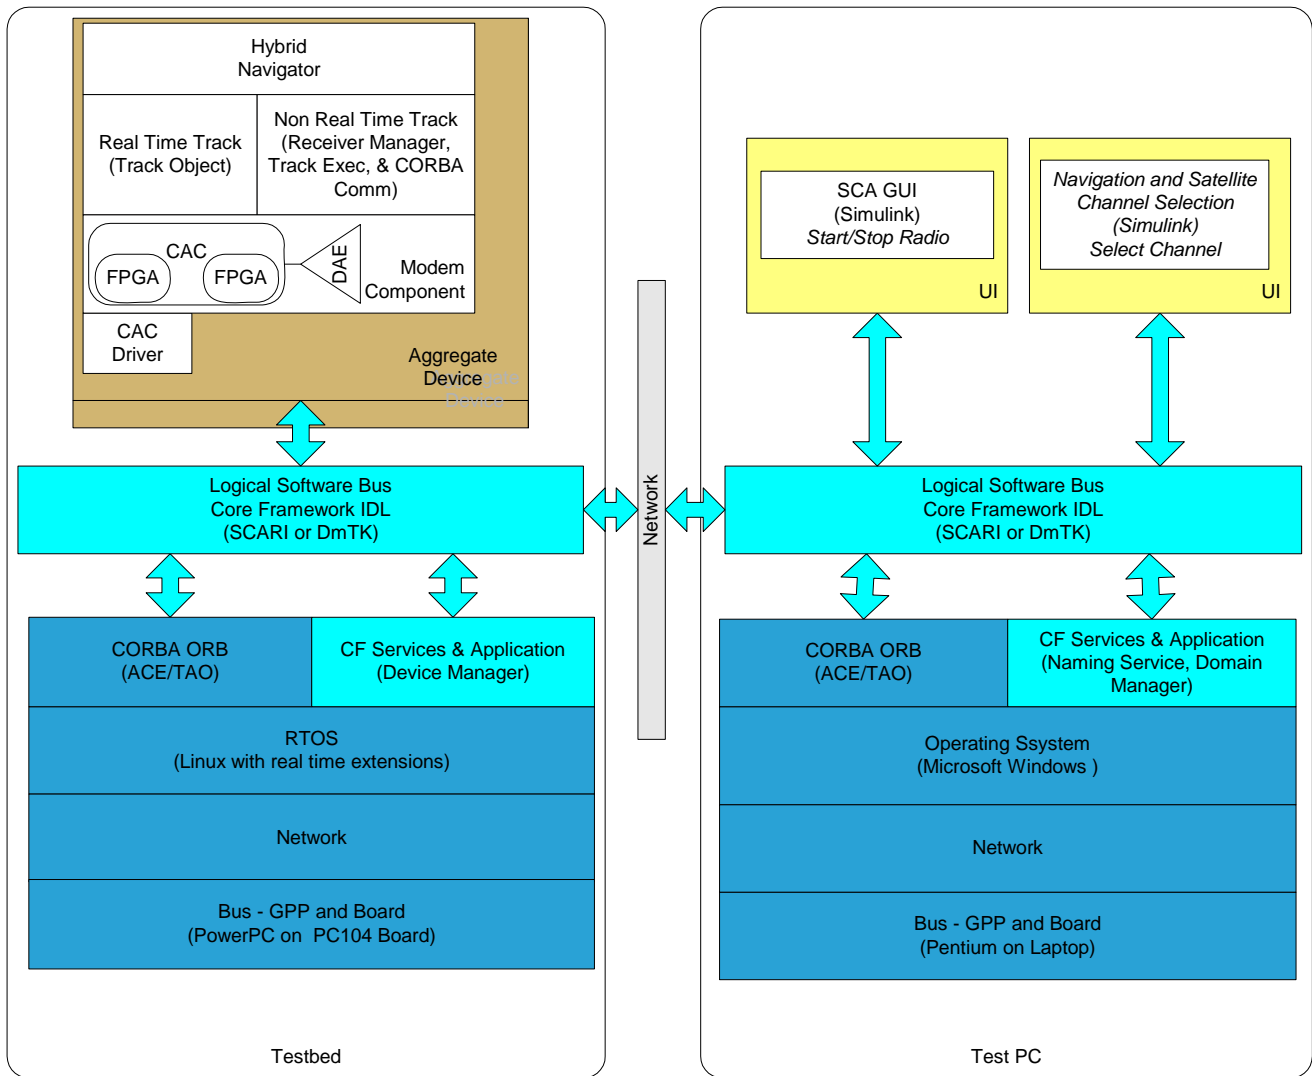 Hybrid
Navigator
Real Time Track
(Track Object)
Non Real Time Track
(Receiver Manager,
Track Exec, & CORBA
Comm)
CAC
FPGA
FPGA
DAE
Modem
Component
CAC
Driver
Aggregate
Device
Aggregate
Device
Logical Software Bus
Core Framework IDL
(SCARI or DmTK)
CORBA ORB
(ACE/TAO)
CF Services & Application
(Device Manager)
RTOS
(Linux with real time extensions)
Network
Bus - GPP and Board
(PowerPC on  PC104 Board)
Testbed
Network
SCA GUI
(Simulink)
Start/Stop Radio
UI
Navigation and Satellite
Channel Selection
(Simulink)
Select Channel
UI
Logical Software Bus
Core Framework IDL
(SCARI or DmTK)
CORBA ORB
(ACE/TAO)
CF Services & Application
(Naming Service, Domain
Manager)
Operating Ssystem
(Microsoft Windows )
Network
Bus - GPP and Board
(Pentium on Laptop)
Test PC